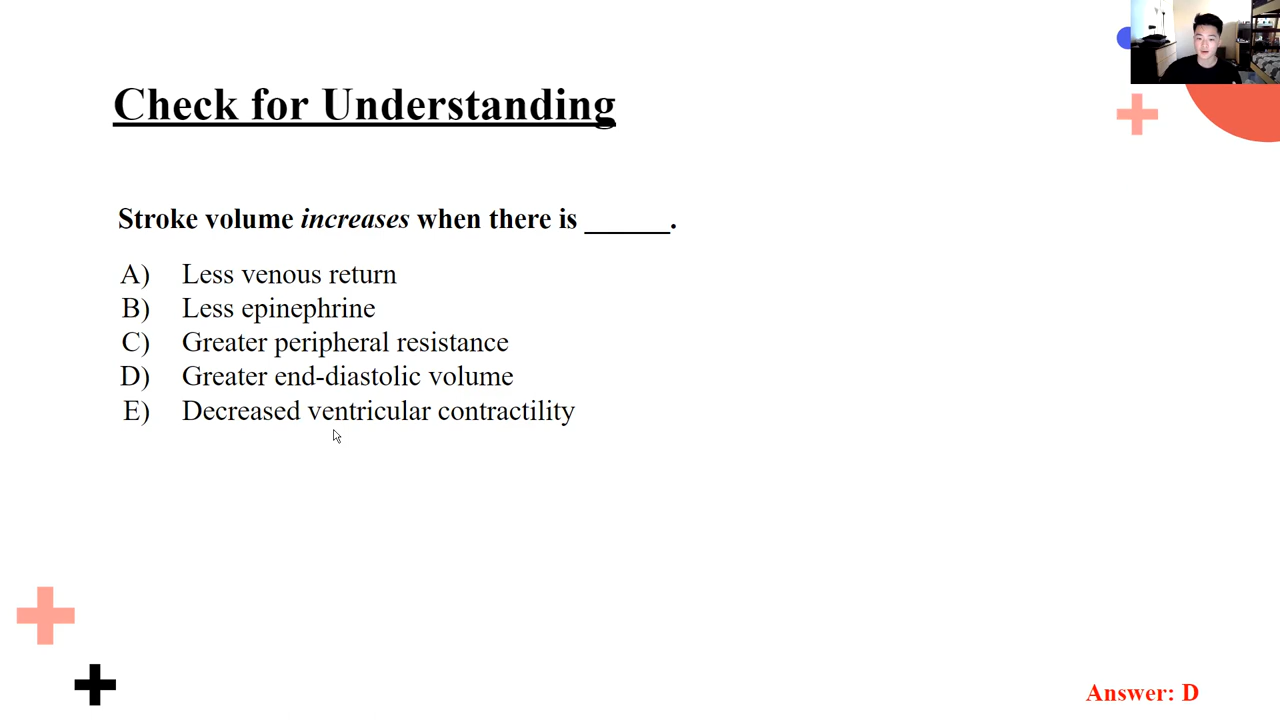 Check for Understanding
Stroke volume increases when there is ______.
A) Less venous return
B) Less epinephrine
C) Greater peripheral resistance
D) Greater end-diastolic volume
E) Decreased ventricular contractility
Answer: D